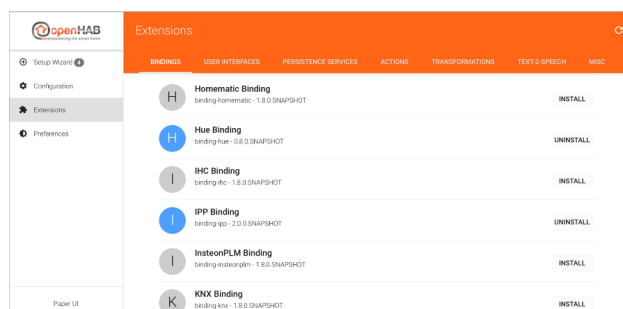 openHAB
empowering the smart home
Extensions
Setup Wizard 4
Configuration
Extensions
Preferences
Paper UI
BINDINGS USER INTERFACES PERSISTENCE SERVICES ACTIONS TRANSFORMATIONS TEXT-2-SPEECH MISC
H
Homematic Binding
binding-homematic - 1.8.0.SNAPSHOT
INSTALL
H
Hue Binding
binding-hue - 0.8.0.SNAPSHOT
UNINSTALL
I
IHC Binding
binding-ihc - 1.8.0.SNAPSHOT
INSTALL
I
IPP Binding
binding-ipp - 2.0.0.SNAPSHOT
UNINSTALL
I
InsteonPLM Binding
binding-insteonplm - 1.8.0.SNAPSHOT
INSTALL
K
KNX Binding
binding-knx - 1.8.0.SNAPSHOT
INSTALL